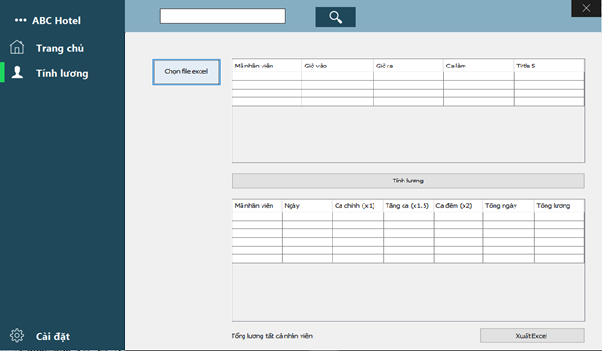 ••• ABC Hotel
Trang chủ
Tính lương
Chọn file excel
Mã nhân viên Giờ vào Giờ ra Ca làm Title 5
Tính lương
Mã nhân viên Ngày Ca chính (x1) Tăng ca (x1.5) Ca đêm (x2) Tổng ngày Tổng lương
Cài đặt
Tổng lương tất cả nhân viên
Xuất Excel